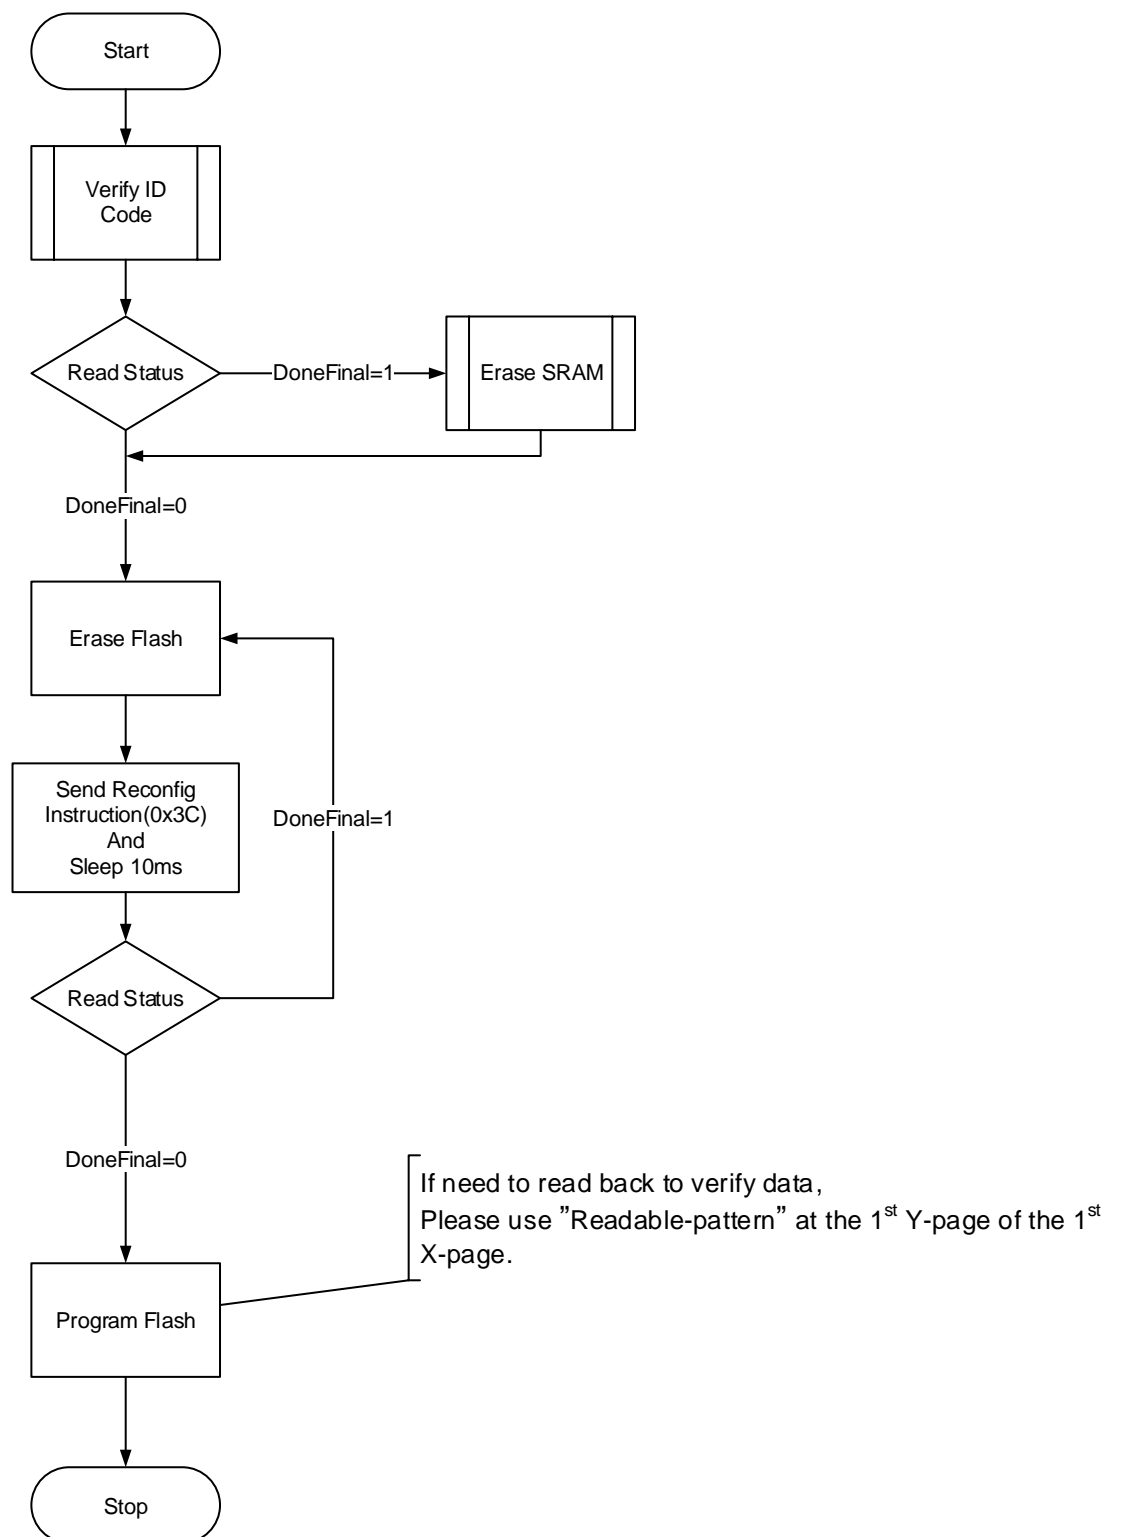 Start
Verify ID
Code
Read Status
DoneFinal=1
Erase SRAM
DoneFinal=0
Erase Flash
Send Reconfig
Instruction(0x3C)
And
Sleep 10ms
DoneFinal=1
Read Status
DoneFinal=0
If need to read back to verify data,
Please use ”Readable-pattern” at the 1st Y-page of the 1st
X-page.
Program Flash
Stop